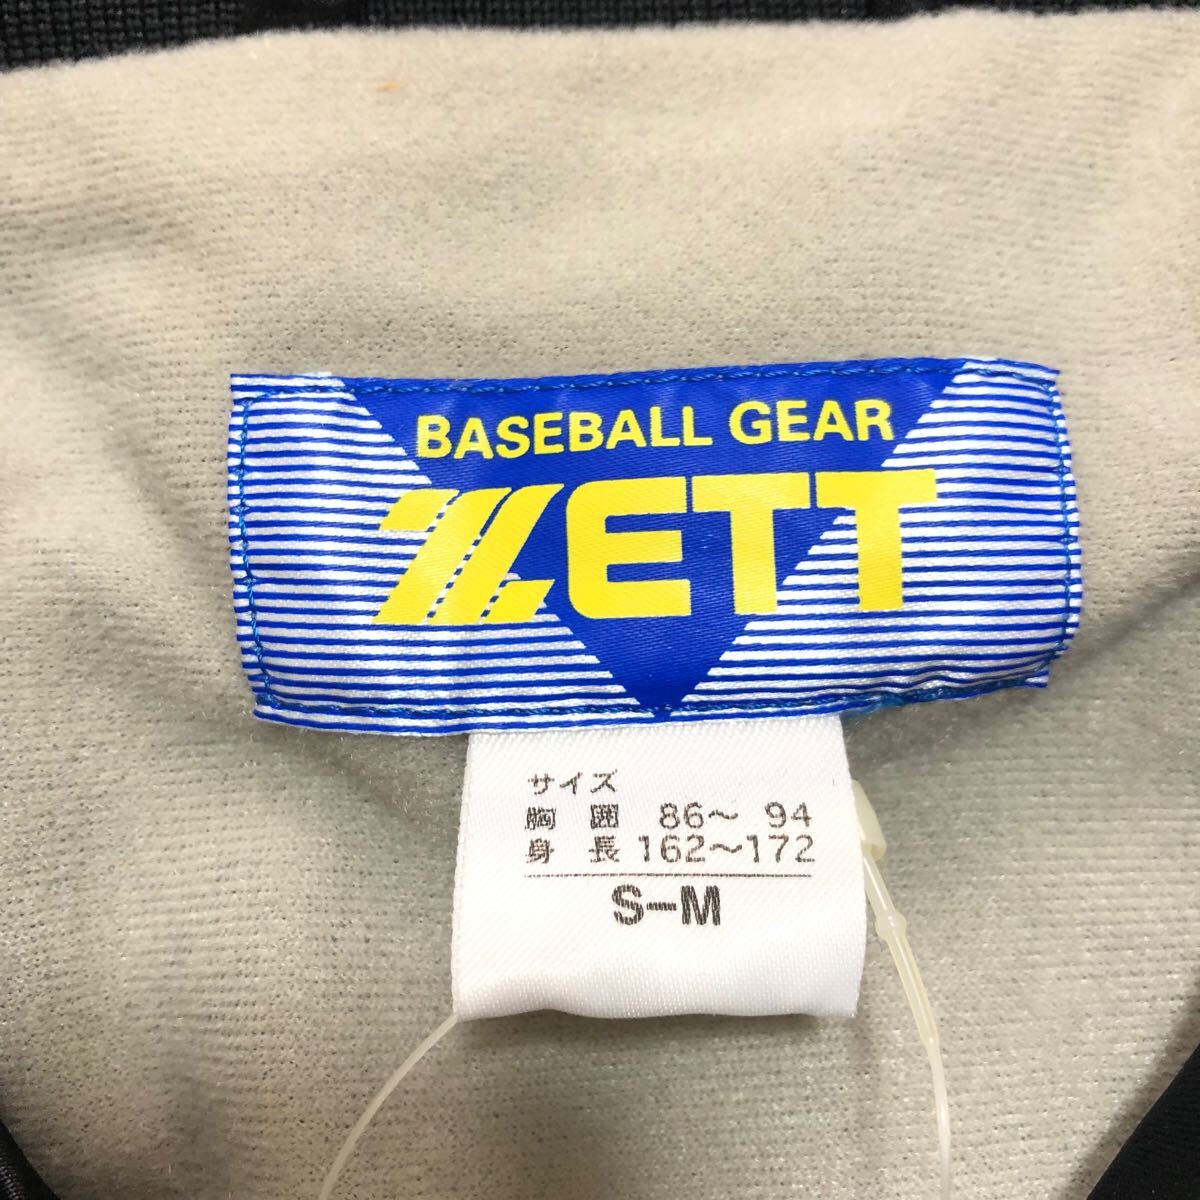 BASEBALL GEAR
ZETT
サイズ
胸 囲 86～ 94
身 長 162～172
S-M